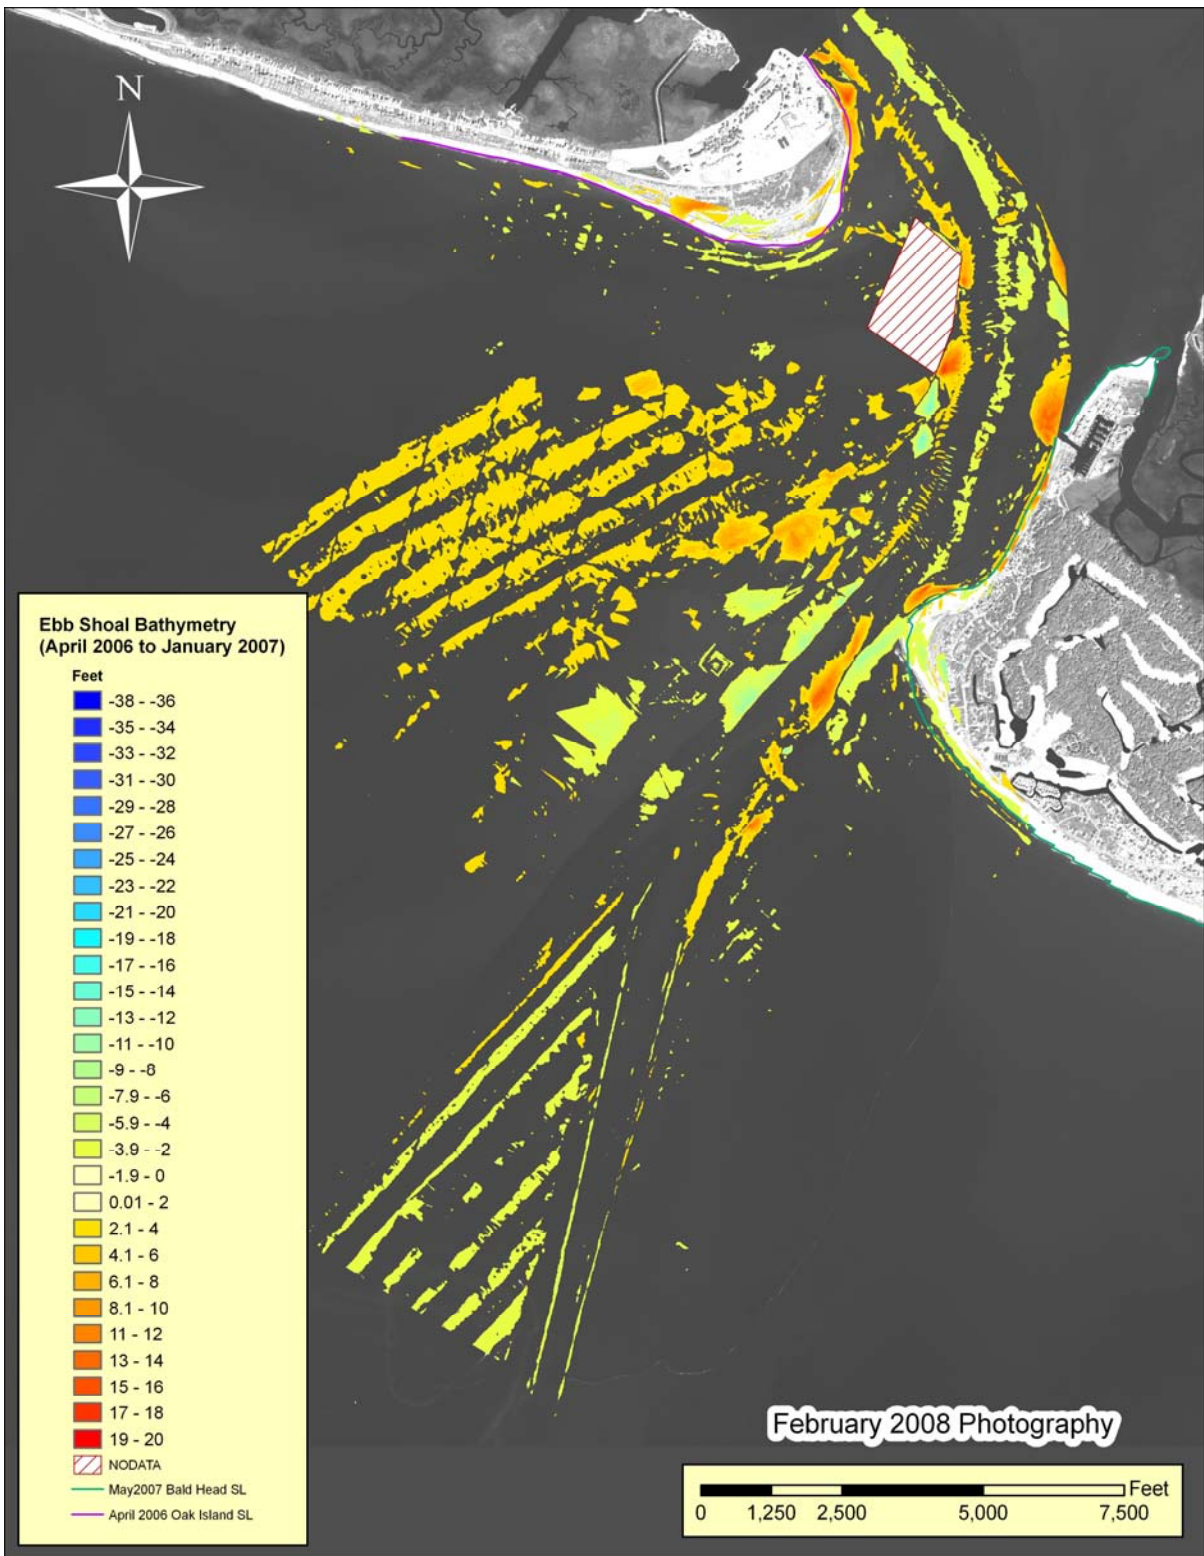 N
Ebb Shoal Bathymetry
(April 2006 to January 2007)
Feet
-38 - -36
-35 - -34
-33 - -32
-31 - -30
-29 - -28
-27 - -26
-25 - -24
-23 - -22
-21 - -20
-19 - -18
-17 - -16
-15 - -14
-13 - -12
-11 - -10
-9 - -8
-7.9 - -6
-5.9 - -4
-3.9 - -2
-1.9 - 0
0.01 - 2
2.1 - 4
4.1 - 6
6.1 - 8
8.1 - 10
11 - 12
13 - 14
15 - 16
17 - 18
19 - 20
NODATA
May2007 Bald Head SL
April 2006 Oak Island SL
February 2008 Photography
Feet
0 1,250 2,500 5,000 7,500